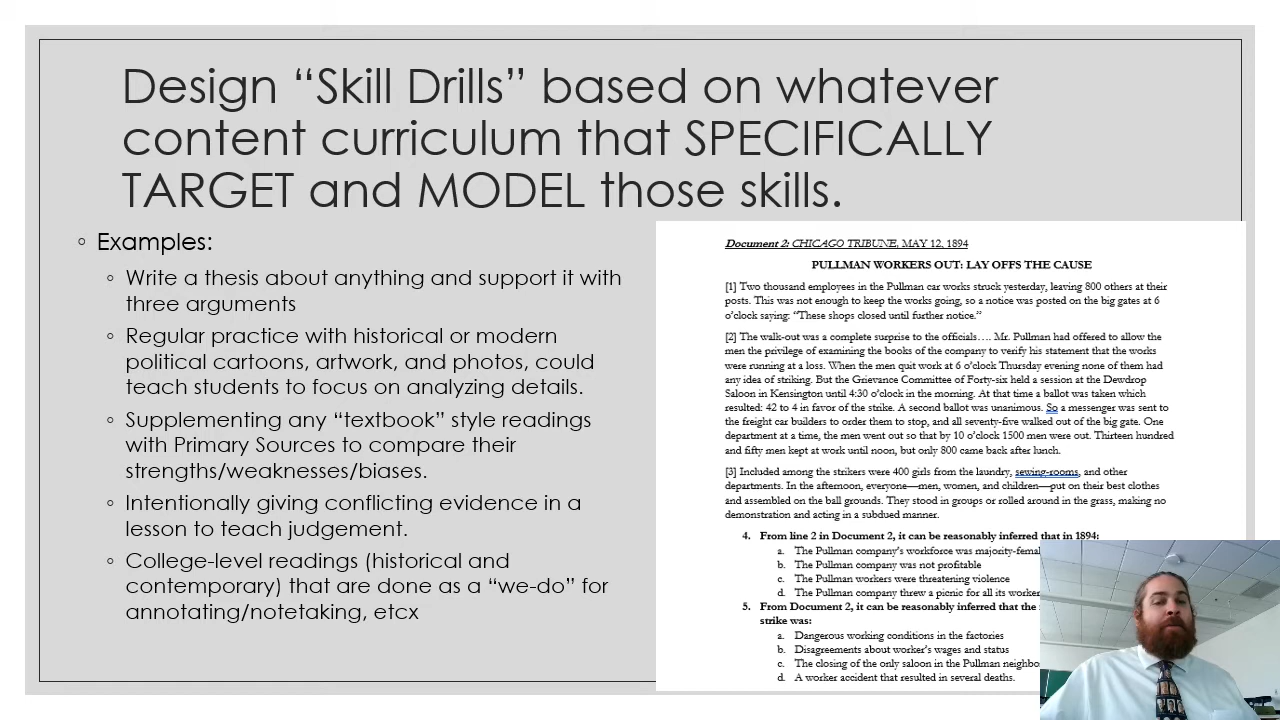 Design “Skill Drills” based on whatever
content curriculum that SPECIFICALLY
TARGET and MODEL those skills.
Examples:
Write a thesis about anything and support it with
three arguments
Regular practice with historical or modern
political cartoons, artwork, and photos, could
teach students to focus on analyzing details.
Supplementing any “textbook” style readings
with Primary Sources to compare their
strengths/weaknesses/biases.
Intentionally giving conflicting evidence in a
lesson to teach judgement.
College-level readings (historical and
contemporary) that are done as a “we-do” for
annotating/notetaking, etcx
Document 2: CHICAGO TRIBUNE, MAY 12, 1894
PULLMAN WORKERS OUT: LAY OFFS THE CAUSE
[1] Two thousand employees in the Pullman car works struck yesterday, leaving 800 others at their
posts. This was not enough to keep the works going, so a notice was posted on the big gates at 6
o’clock saying: “These shops closed until further notice.”
[2] The walk-out was a complete surprise to the officials…. Mr. Pullman had offered to allow the
men the privilege of examining the books of the company to verify his statement that the works
were running at a loss. When the men quit work at 6 o’clock Thursday evening none of them had
any idea of striking. But the Grievance Committee of Forty-six held a session at the Dewdrop
Saloon in Kensington until 4:30 o’clock in the morning. At that time a ballot was taken which
resulted: 42 to 4 in favor of the strike. A second ballot was unanimous. So a messenger was sent to
the freight car builders to order them to stop, and all seventy-five walked out of the big gate. One
department at a time, the men went out so that by 10 o’clock 1500 men were out. Thirteen hundred
and fifty men kept at work until noon, but only 800 came back after lunch.
[3] Included among the strikers were 400 girls from the laundry, sewing-rooms, and other
departments. In the afternoon, everyone—men, women, and children—put on their best clothes
and assembled on the ball grounds. They stood in groups or rolled around in the grass, making no
demonstration and acting in a subdued manner.
4. From line 2 in Document 2, it can be reasonably inferred that in 1894:
a. The Pullman company’s workforce was
b. The Pullman company was not profitable
c. The Pullman workers were threatening violence
d. The Pullman company threw a picnic for all its
5. From Document 2, it can be reasonably inferred that the
strike was:
a. Dangerous working conditions in the factories
b. Disagreements about worker’s wages and status
c. The closing of the only saloon in the Pullman
d. A worker accident that resulted in several deaths.